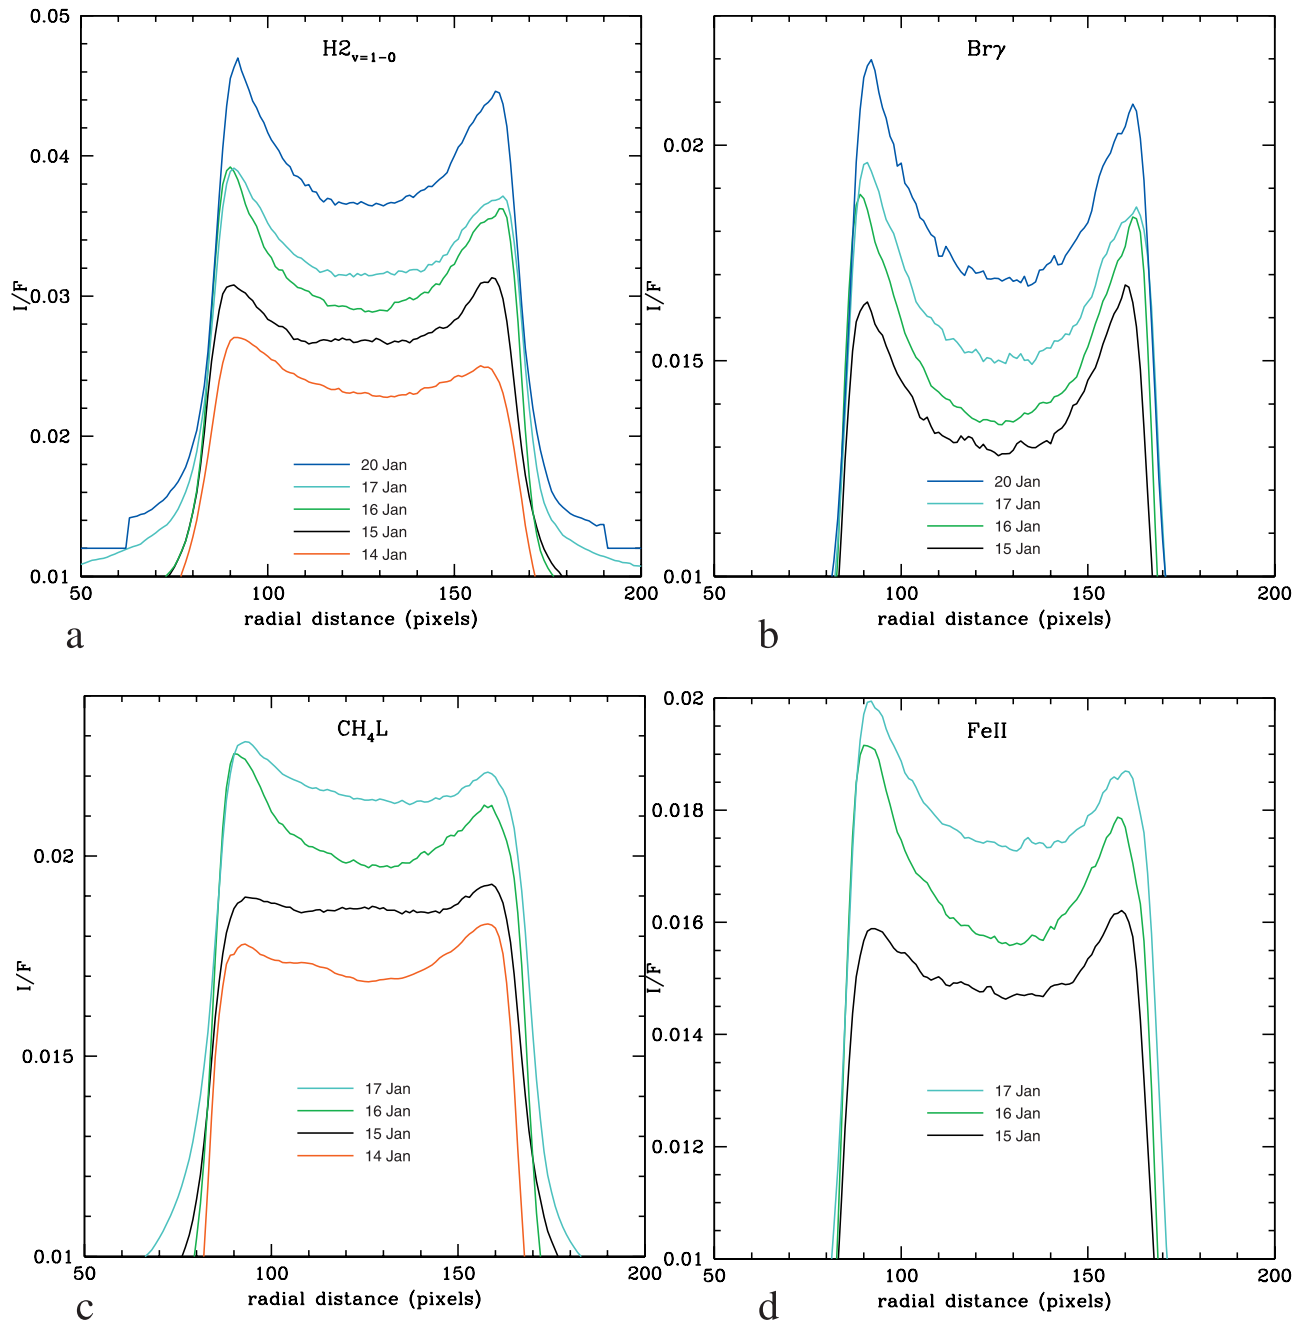 H2v=1-0
0.05
0.04
0.03
0.02
0.01
I/F
20 Jan
17 Jan
16 Jan
15 Jan
14 Jan
50 100 150 200
radial distance (pixels)
a
Brγ
0.02
0.015
0.01
I/F
20 Jan
17 Jan
16 Jan
15 Jan
50 100 150 200
radial distance (pixels)
b
CH4L
0.02
0.015
0.01
I/F
17 Jan
16 Jan
15 Jan
14 Jan
50 100 150 200
radial distance (pixels)
c
FeII
0.02
0.018
0.016
0.014
0.012
0.01
I/F
17 Jan
16 Jan
15 Jan
50 100 150 200
radial distance (pixels)
d